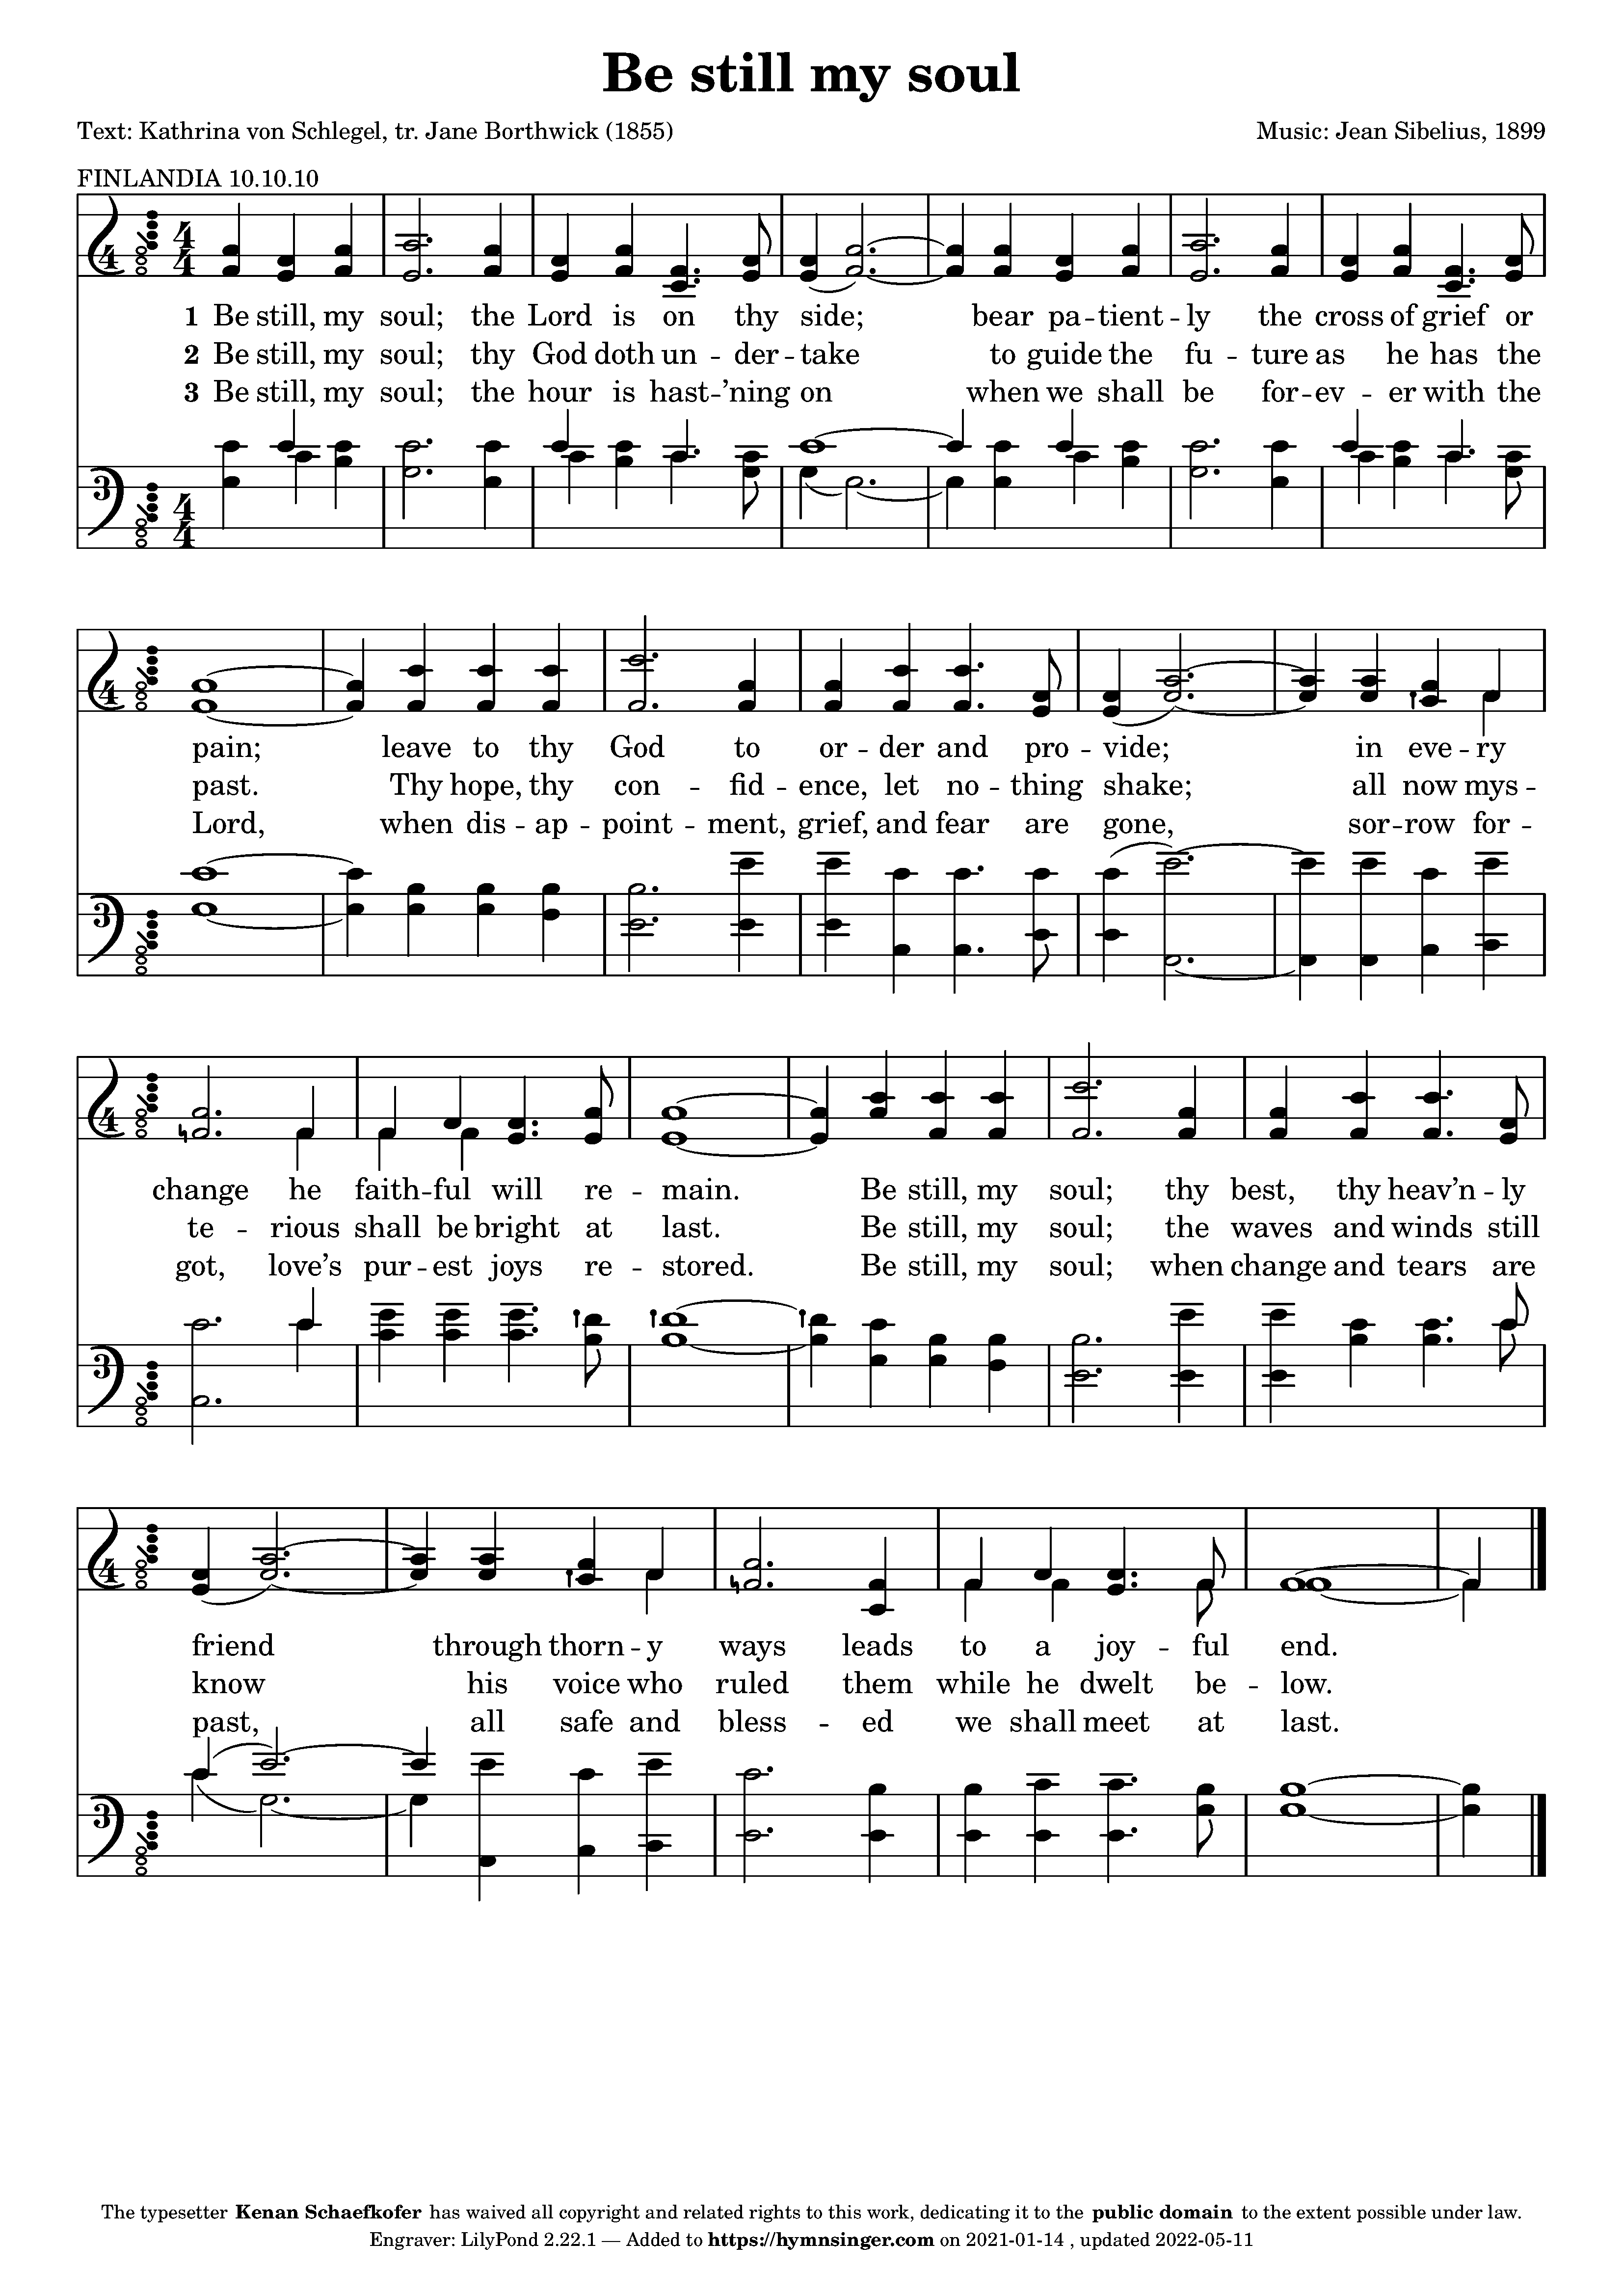 Be still my soul
Text: Kathrina von Schlegel, tr. Jane Borthwick (1855)
Music: Jean Sibelius, 1899
FINLANDIA 10.10.10
1 Be still, my soul; the Lord is on thy side; bear pa -- tient -- ly the cross of grief or
2 Be still, my soul; thy God doth un -- der -- take to guide the fu -- ture as he has the
3 Be still, my soul; the hour is hast -- ’ning on when we shall be for -- ev -- er with the
pain; leave to thy God to or -- der and pro -- vide; in eve -- ry
past. Thy hope, thy con -- fid -- ence, let no -- thing shake; all now mys --
Lord, when dis -- ap -- point -- ment, grief, and fear are gone, sor -- row for --
change he faith -- ful will re -- main. Be still, my soul; thy best, thy heav’n -- ly
te -- rious shall be bright at last. Be still, my soul; the waves and winds still
got, love’s pur -- est joys re -- stored. Be still, my soul; when change and tears are
friend through thorn -- y ways leads to a joy -- ful end.
know his voice who ruled them while he dwelt be -- low.
past, all safe and bless -- ed we shall meet at last.
The typesetter Kenan Schaefkofer has waived all copyright and related rights to this work, dedicating it to the public domain to the extent possible under law.
Engraver: LilyPond 2.22.1 — Added to https://hymnsinger.com on 2021-01-14 , updated 2022-05-11